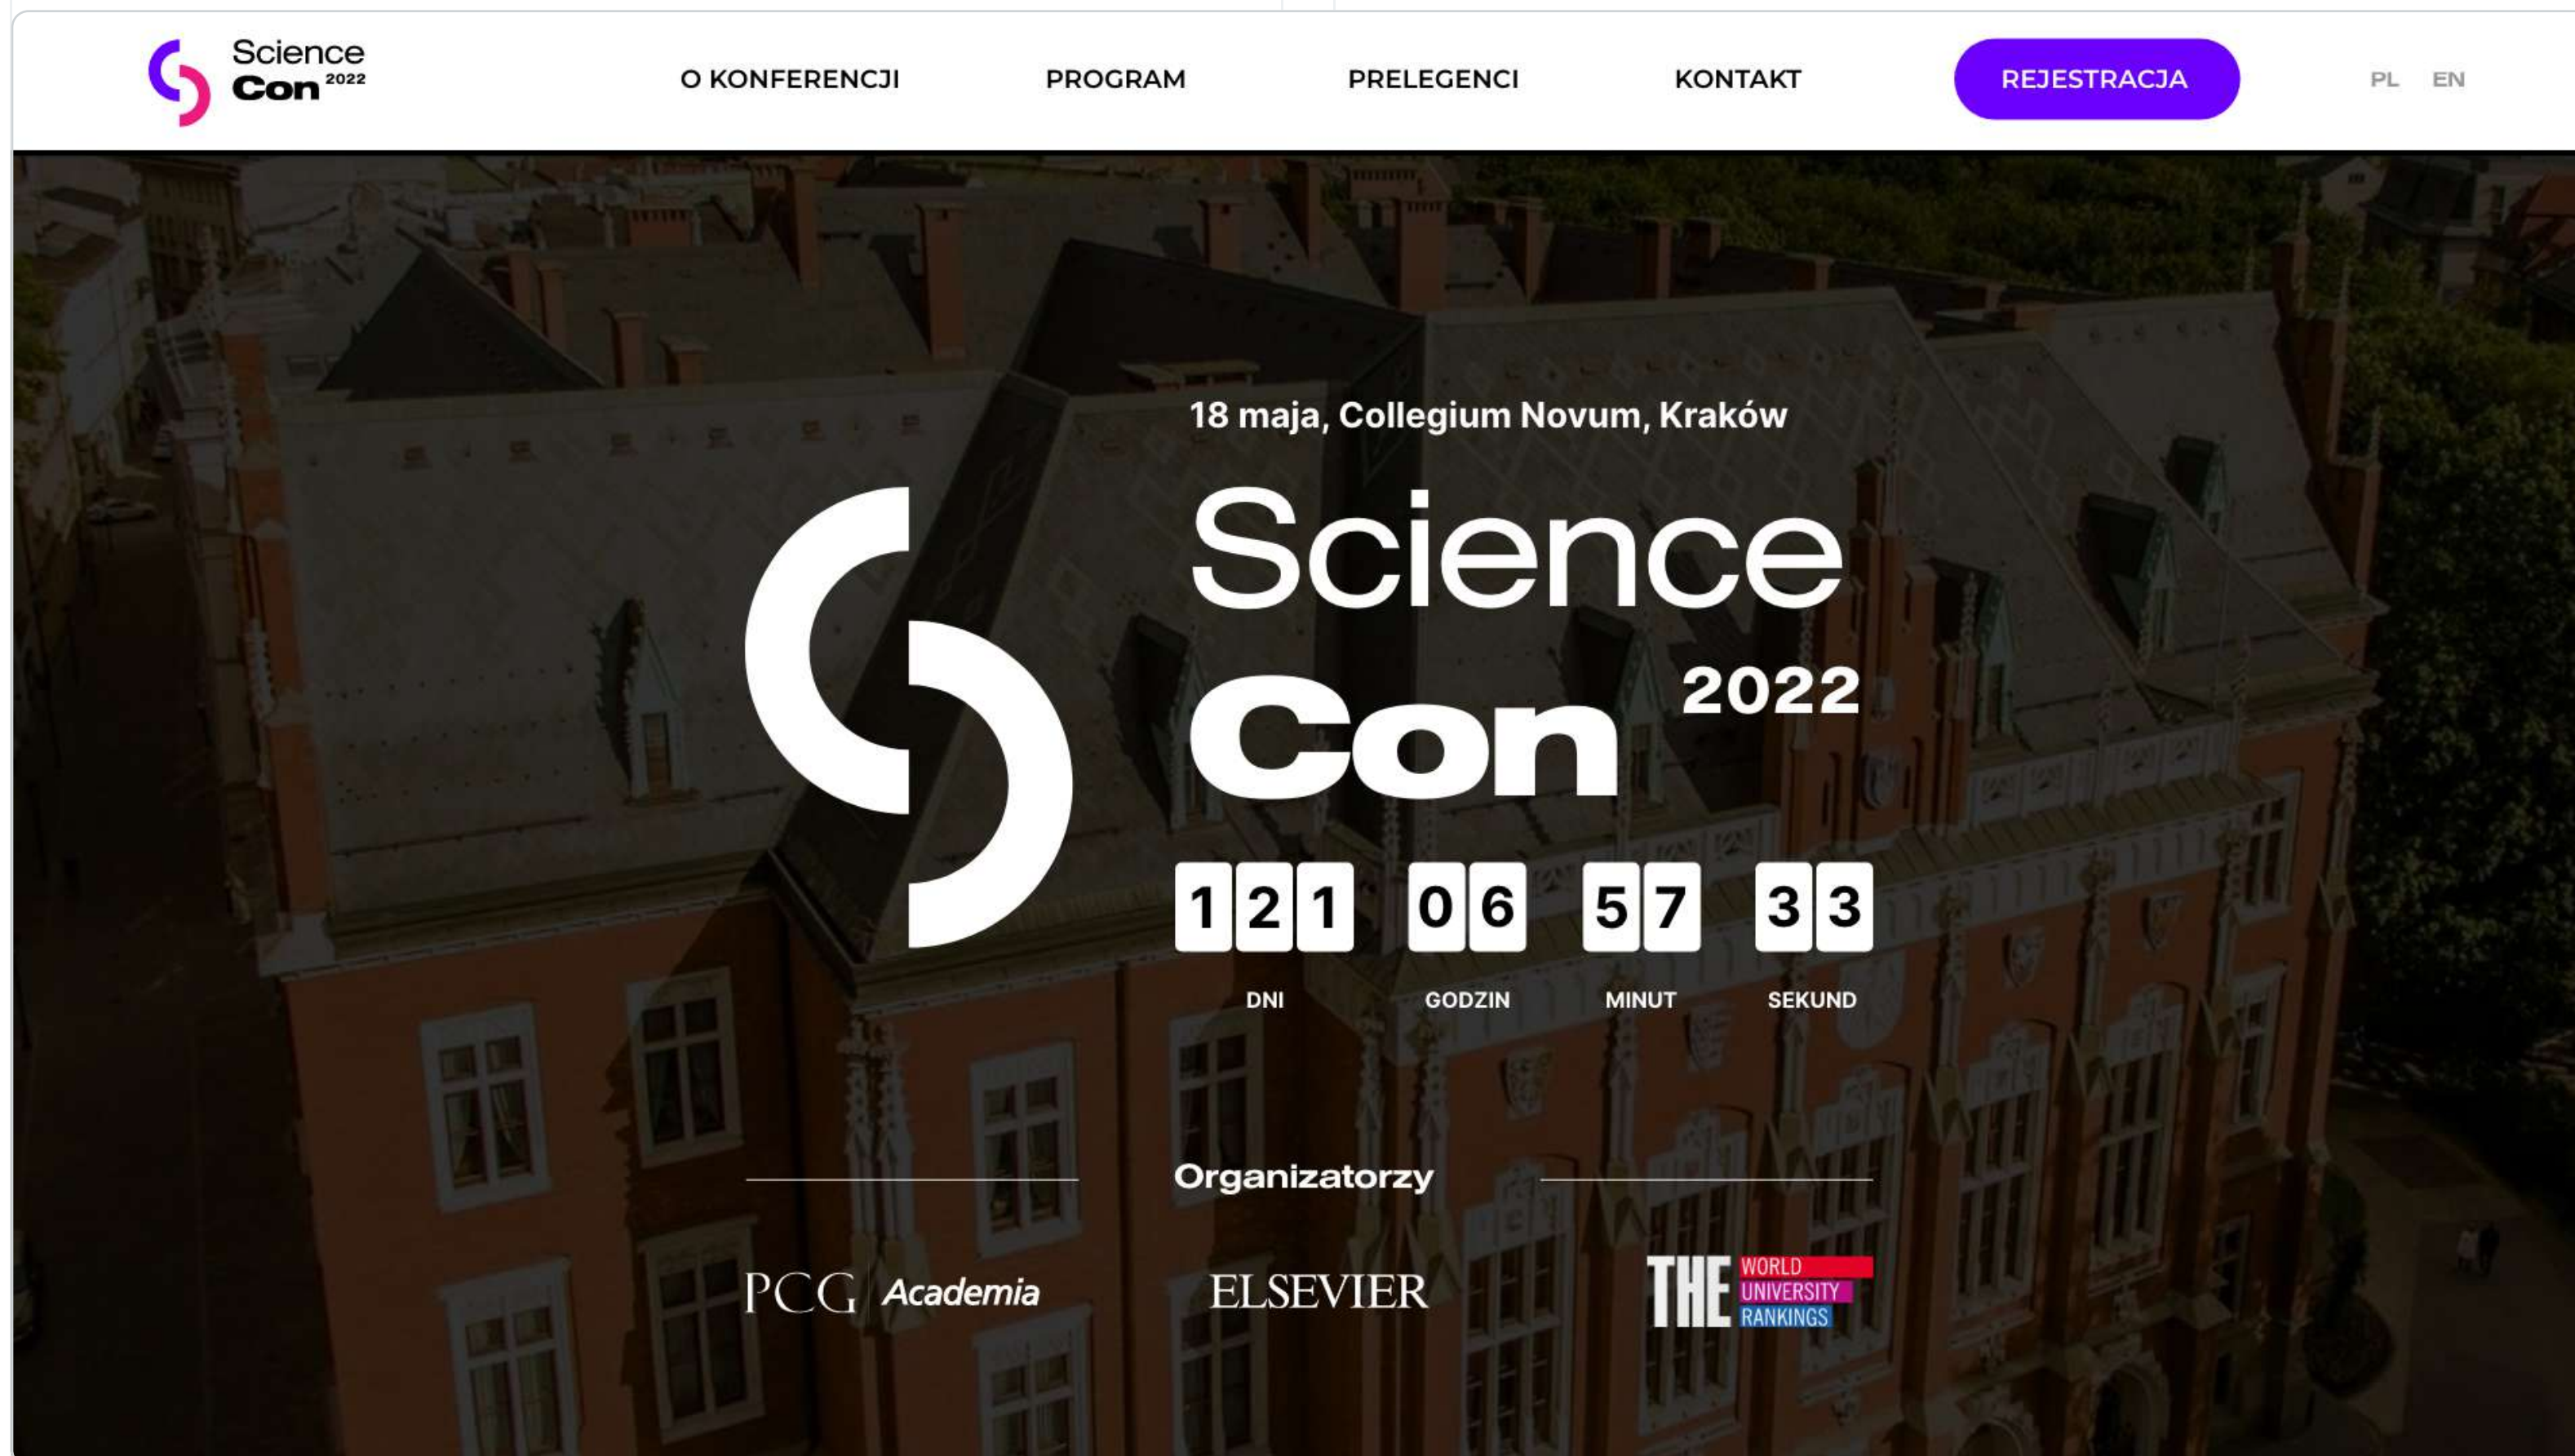 Science
Con 2022
O KONFERENCJI
PROGRAM
PRELEGENCI
KONTAKT
REJESTRACJA
PL EN
18 maja, Collegium Novum, Kraków
Science
Con 2022
121 06 57 33
DNI GODZIN MINUT SEKUND
Organizatorzy
PCG Academia
ELSEVIER
THE WORLD
UNIVERSITY
RANKINGS